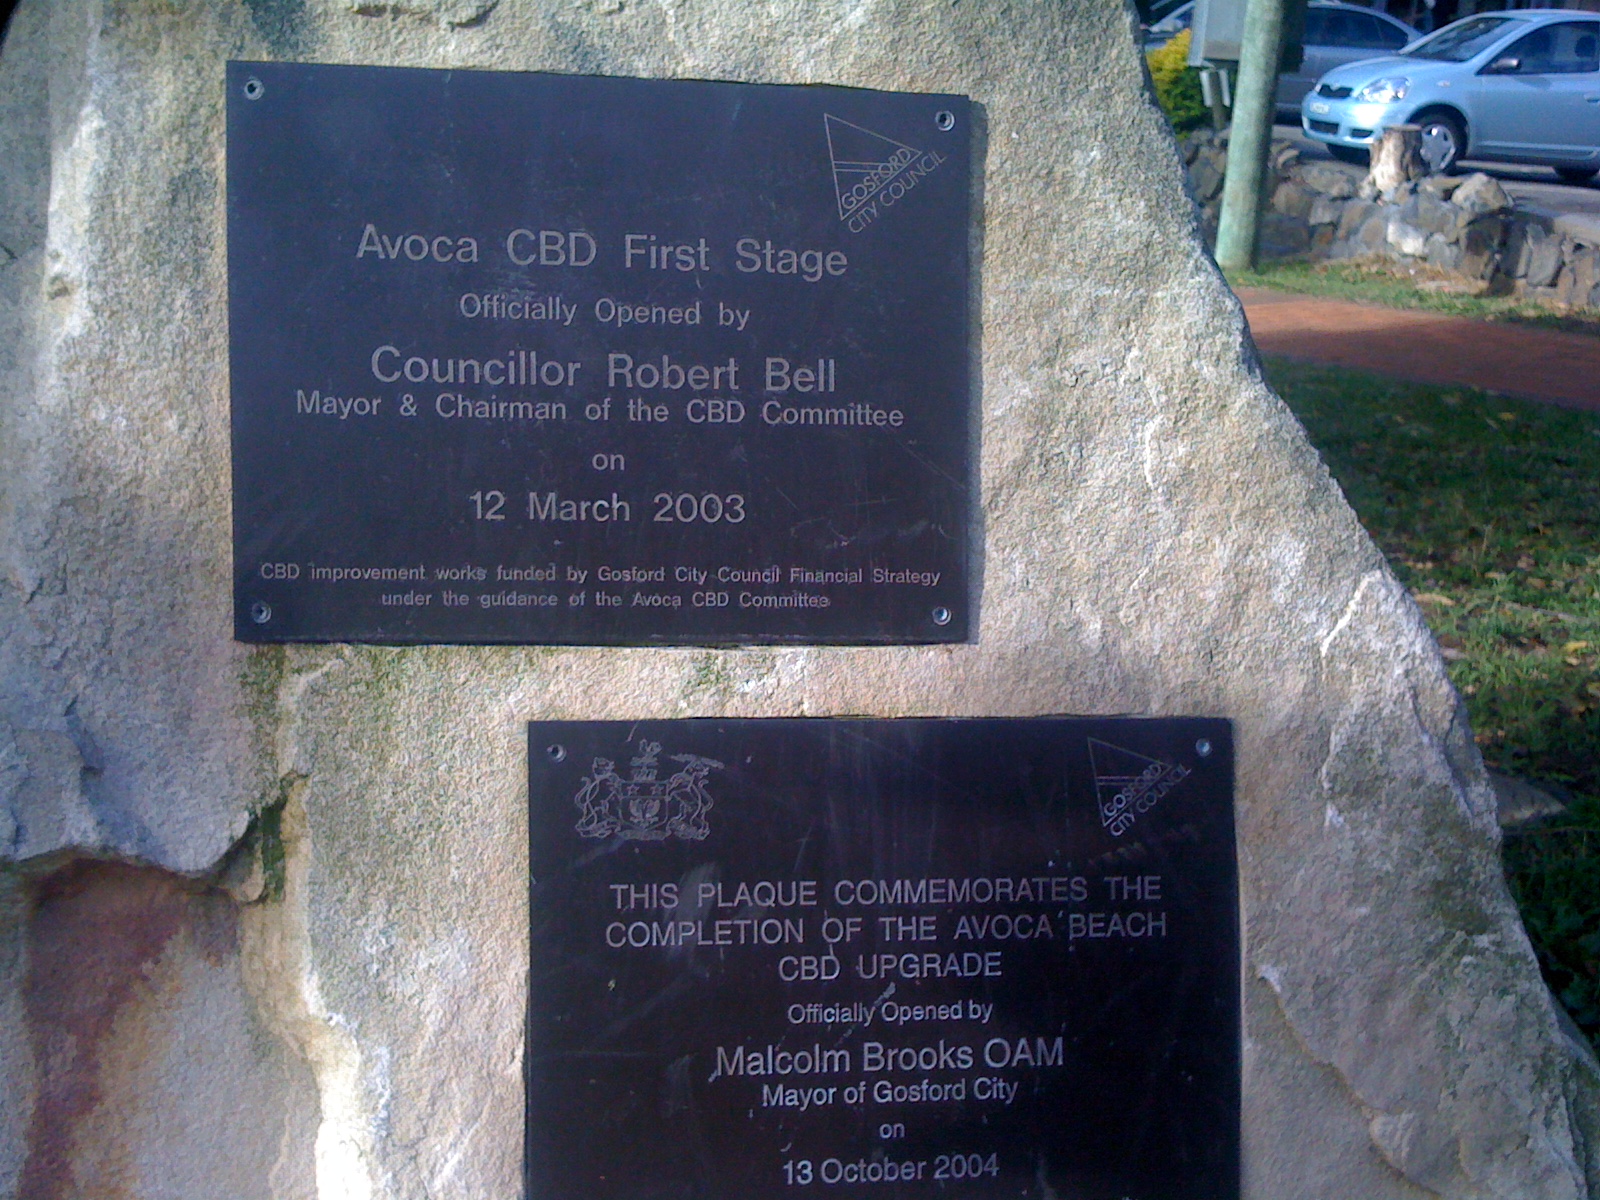 GOSFORD
CITY COUNCIL
Avoca CBD First Stage
Officially Opened by
Councillor Robert Bell
Mayor & Chairman of the CBD Committee
on
12 March 2003
CBD improvement works funded by Gosford City Council Financial Strategy
under the guidance of the Avoca CBD Committee
GOSFORD
CITY COUNCIL
THIS PLAQUE COMMEMORATES THE
COMPLETION OF THE AVOCA BEACH
CBD UPGRADE
Officially Opened by
Malcolm Brooks OAM
Mayor of Gosford City
on
13 October 2004